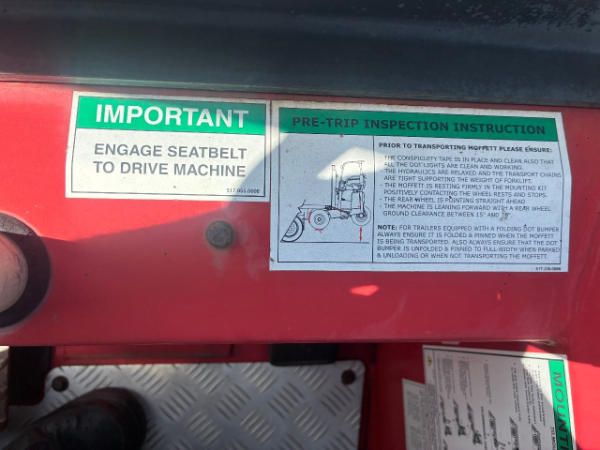 IMPORTANT
ENGAGE SEATBELT
TO DRIVE MACHINE
PRE-TRIP INSPECTION INSTRUCTION
PRIOR TO TRANSPORTING MOFFETT PLEASE ENSURE:
- THE CONSPICUITY TAPE IS IN PLACE AND CLEAN ALSO THAT
ALL THE DOT LIGHTS ARE CLEAN AND WORKING.
- THE HYDRAULICS ARE RELAXED AND THE TRANSPORT CHAINS
ARE TIGHT SUPPORTING THE WEIGHT OF FORKLIFT.
- THE MOFFETT IS RESTING FIRMLY IN THE MOUNTING KIT
POSITIVELY CONTACTING THE WHEEL RESTS AND STOPS.
- THE REAR WHEEL IS POINTING STRAIGHT AHEAD
- THE MACHINE IS LEANING FORWARD WITH A REAR WHEEL
GROUND CLEARANCE BETWEEN 15" AND
NOTE: FOR TRAILERS EQUIPPED WITH A FOLDING DOT BUMPER
ALWAYS ENSURE IT IS FOLDED & PINNED WHEN THE MOFFETT
IS BEING TRANSPORTED. ALSO ALWAYS ENSURE THAT THE DOT
BUMPER IS UNFOLDED & PINNED TO FULL-WIDTH WHEN PARKED
& UNLOADING OR WHEN NOT TRANSPORTING THE MOFFETT.